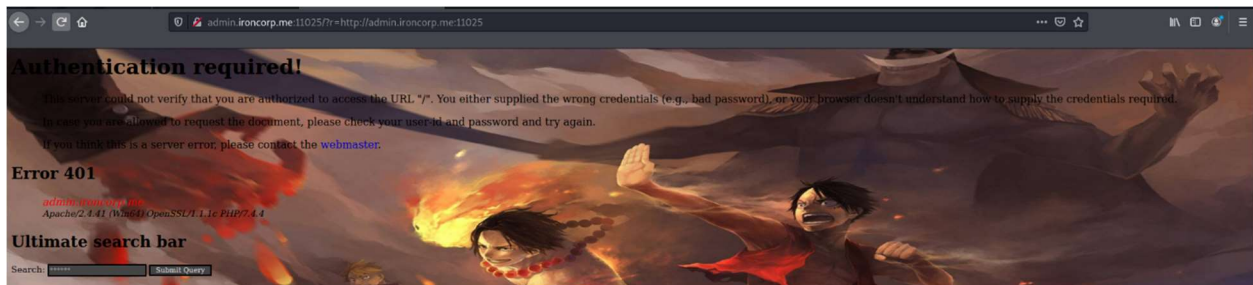 admin.ironcorp.me:11025/?r=http://admin.ironcorp.me:11025
Authentication required!
This server could not verify that you are authorized to access the URL "/". You either supplied the wrong credentials (e.g., bad password), or your browser doesn't understand how to supply the credentials required.
In case you are allowed to request the document, please check your user-id and password and try again.
If you think this is a server error, please contact the webmaster.
Error 401
admin.ironcorp.me
Apache/2.4.41 (Win64) OpenSSL/1.1.1c PHP/7.4.4
Ultimate search bar
Search: ****** Submit Query